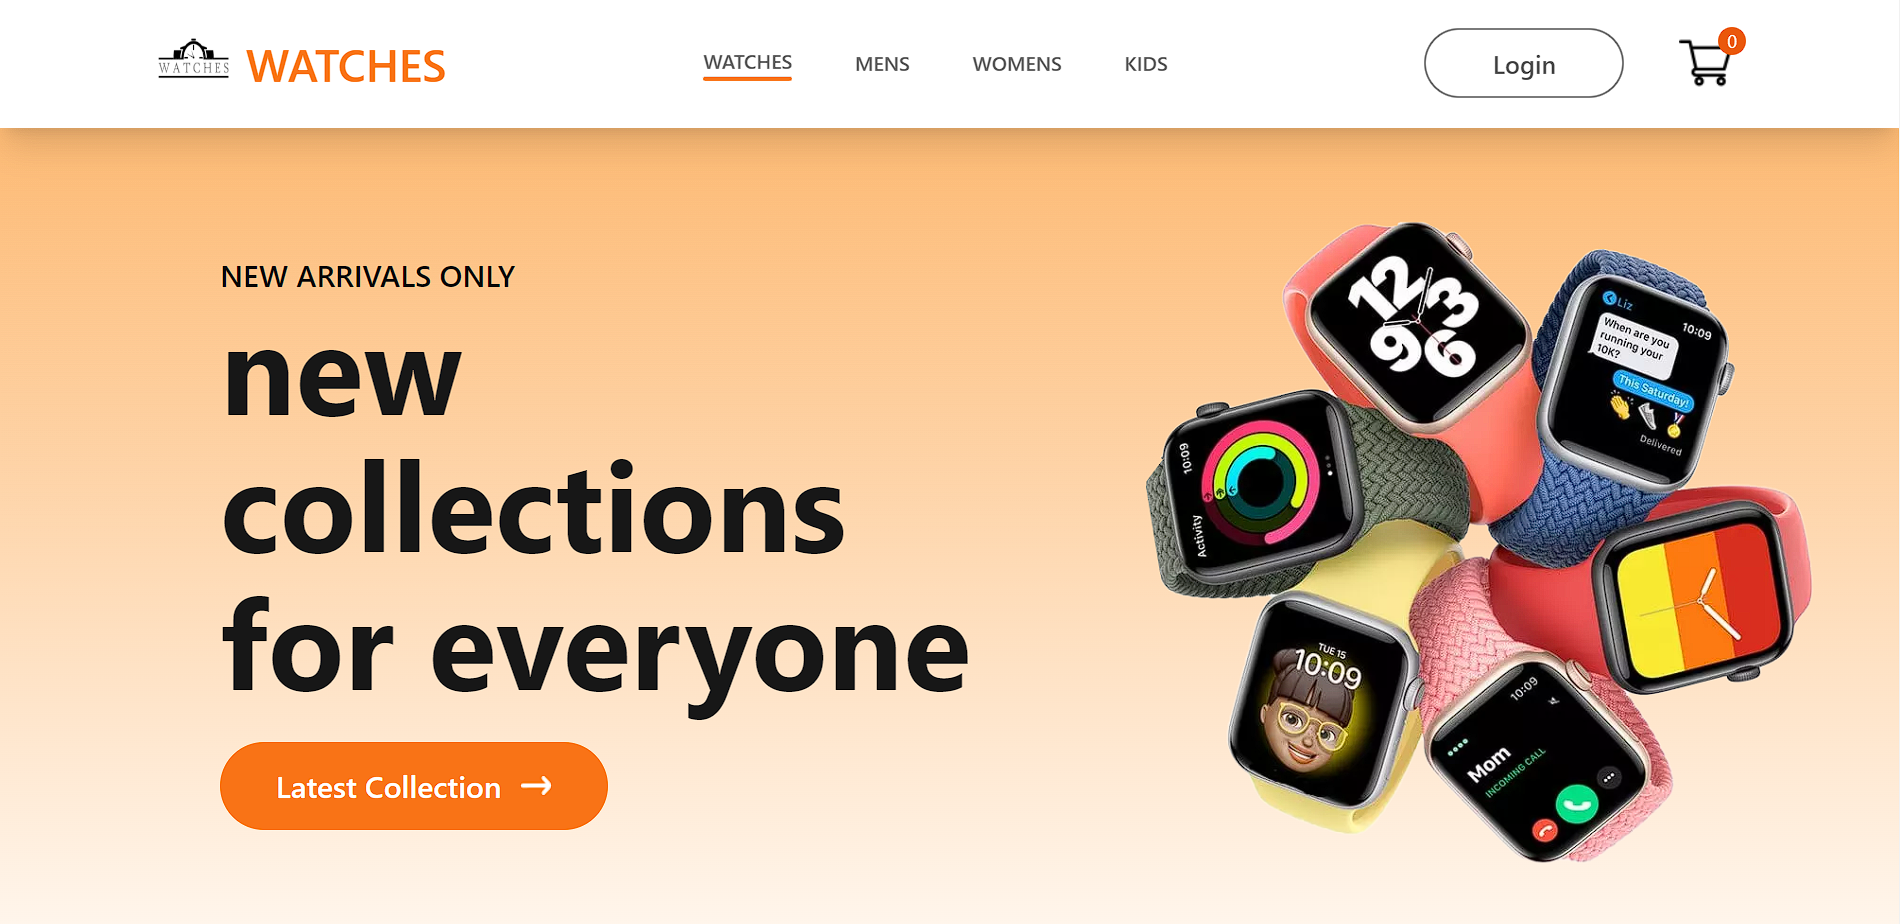 WATCHES
WATCHES
WATCHES
MENS
WOMENS
KIDS
Login
0
NEW ARRIVALS ONLY
new
collections
for everyone
Latest Collection
12
3
9
6
Liz
10:09
When are you
running your
10K?
This Saturday!
Delivered
10:09
Activity
TUE 15
10:09
10:09
Mom
INCOMING CALL